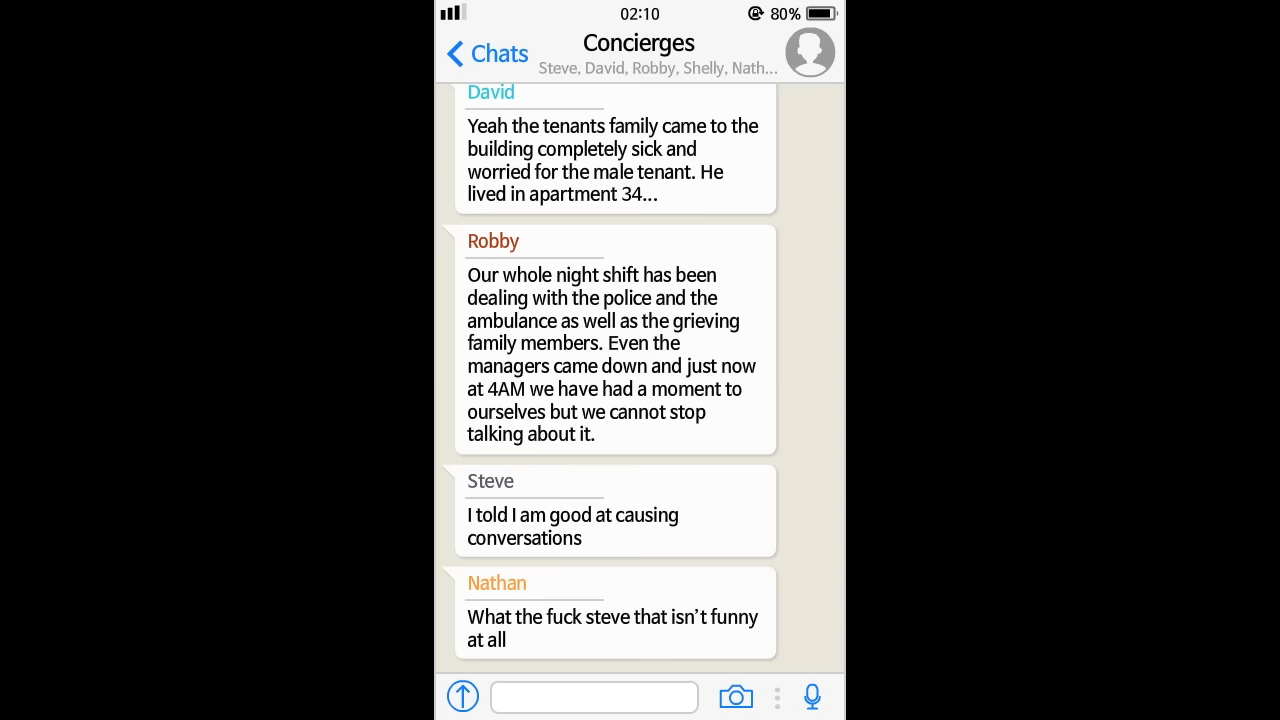 02:10
80%
Chats
Concierges
Steve, David, Robby, Shelly, Nath...
David
Yeah the tenants family came to the
building completely sick and
worried for the male tenant. He
lived in apartment 34...
Robby
Our whole night shift has been
dealing with the police and the
ambulance as well as the grieving
family members. Even the
managers came down and just now
at 4AM we have had a moment to
ourselves but we cannot stop
talking about it.
Steve
I told I am good at causing
conversations
Nathan
What the fuck steve that isn't funny
at all